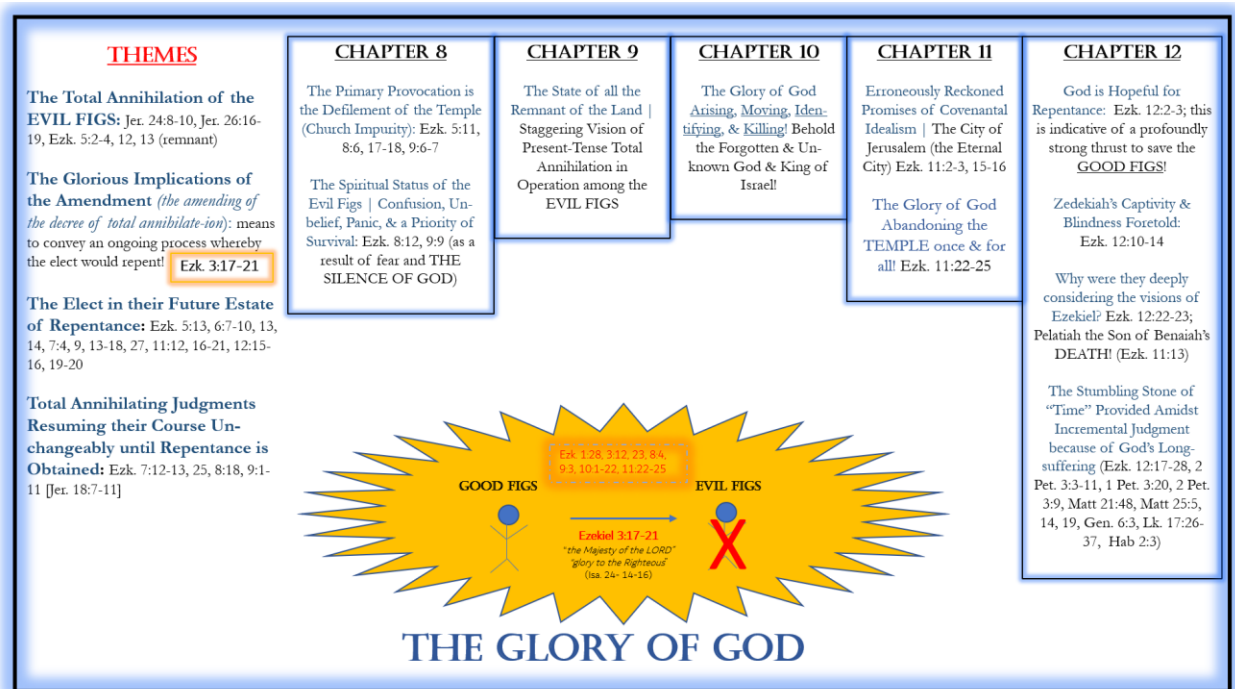 THEMES
The Total Annihilation of the
EVIL FIGS: Jer. 24:8-10, Jer. 26:16-
19, Ezk. 5:2-4, 12, 13 (remnant)
The Glorious Implications of
the Amendment (the amending of
the decree of total annihilate-ion): means
to convey an ongoing process whereby
the elect would repent!
Ezk. 3:17-21
The Elect in their Future Estate
of Repentance: Ezk. 5:13, 6:7-10, 13,
14, 7:4, 9, 13-18, 27, 11:12, 16-21, 12:15-
16, 19-20
Total Annihilating Judgments
Resuming their Course Un-
changeably until Repentance is
Obtained: Ezk. 7:12-13, 25, 8:18, 9:1-
11 [Jer. 18:7-11]
CHAPTER 8
The Primary Provocation is
the Defilement of the Temple
(Church Impurity): Ezk. 5:11,
8:6, 17-18, 9:6-7
The Spiritual Status of the
Evil Figs | Confusion, Un-
belief, Panic, & a Priority of
Survival: Ezk. 8:12, 9:9 (as a
result of fear and THE
SILENCE OF GOD)
CHAPTER 9
The State of all the
Remnant of the Land |
Staggering Vision of
Present-Tense Total
Annihilation in
Operation among the
EVIL FIGS
CHAPTER 10
The Glory of God
Arising, Moving, Iden-
tifying, & Killing! Behold
the Forgotten & Un-
known God & King of
Israel!
CHAPTER 11
Erroneously Reckoned
Promises of Covenantal
Idealism | The City of
Jerusalem (the Eternal
City) Ezk. 11:2-3, 15-16
The Glory of God
Abandoning the
TEMPLE once & for
all! Ezk. 11:22-25
CHAPTER 12
God is Hopeful for
Repentance: Ezk. 12:2-3; this
is indicative of a profoundly
strong thrust to save the
GOOD FIGS!
Zedekiah's Captivity &
Blindness Foretold:
Ezk. 12:10-14
Why were they deeply
considering the visions of
Ezekiel? Ezk. 12:22-23;
Pelatiah the Son of Benaiah's
DEATH! (Ezk. 11:13)
The Stumbling Stone of
“Time” Provided Amidst
Incremental Judgment
because of God's Long-
suffering (Ezk. 12:17-28, 2
Pet. 3:3-11, 1 Pet. 3:20, 2 Pet.
3:9, Matt 21:48, Matt 25:5,
14, 19, Gen. 6:3, Lk. 17:26-
37, Hab 2:3)
Ezk. 1:28, 3:12, 23, 8:4,
9:3, 10:1-22, 11:22-25
GOOD FIGS
EVIL FIGS
X
Ezekiel 3:17-21
"the Majesty of the LORD"
"glory to the Righteous"
(Isa. 24- 14-16)
THE GLORY OF GOD